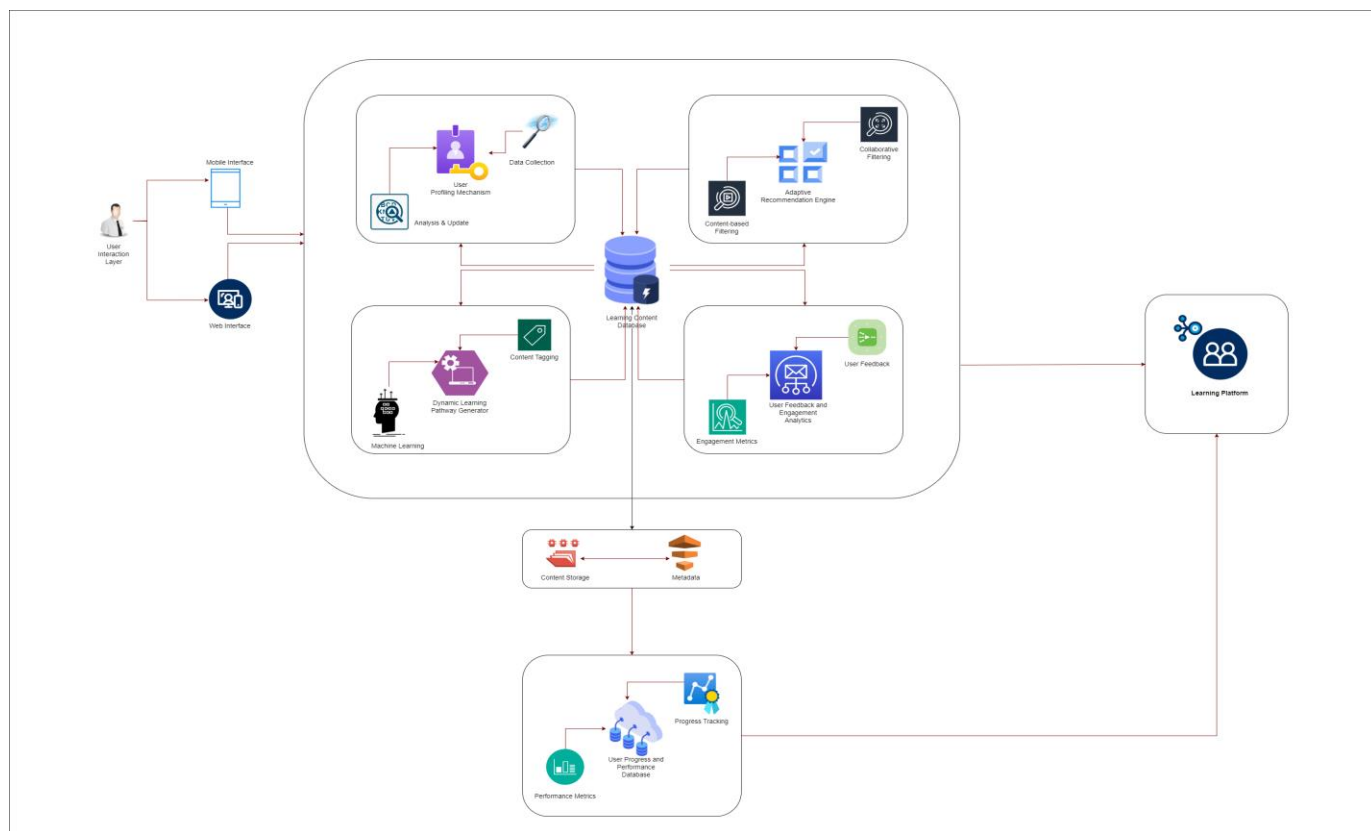 Mobile Interface
User
Interaction
Layer
Web Interface
Data Collection
User
Profiling Mechanism
Analysis & Update
Collaborative
Filtering
Adaptive
Recommendation Engine
Content-based
Filtering
Learning Content
Database
Content Tagging
Dynamic Learning
Pathway Generator
Machine Learning
User Feedback
User Feedback and
Engagement
Analytics
Engagement Metrics
Learning Platform
Content Storage
Metadata
Progress Tracking
User Progress and
Performance
Database
Performance Metrics